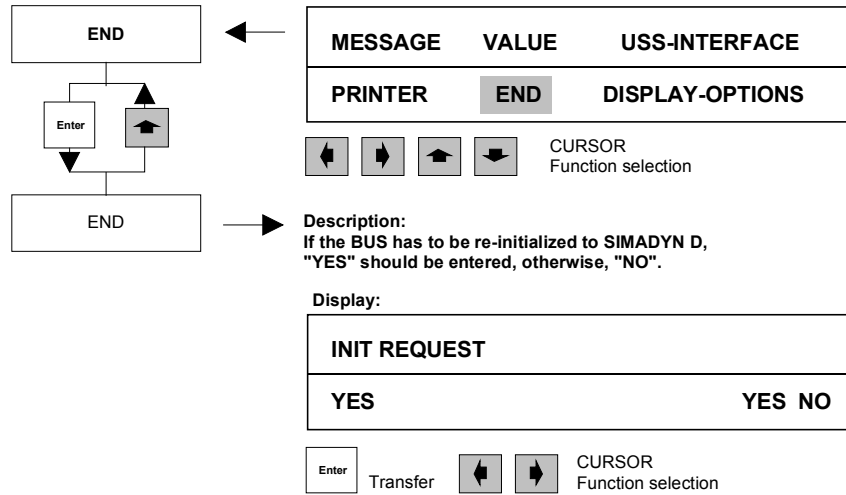 END
MESSAGE VALUE USS-INTERFACE
PRINTER END DISPLAY-OPTIONS
Enter
CURSOR
Function selection
END
Description:
If the BUS has to be re-initialized to SIMADYN D,
"YES" should be entered, otherwise, "NO".
Display:
INIT REQUEST
YES YES NO
Enter
Transfer
CURSOR
Function selection